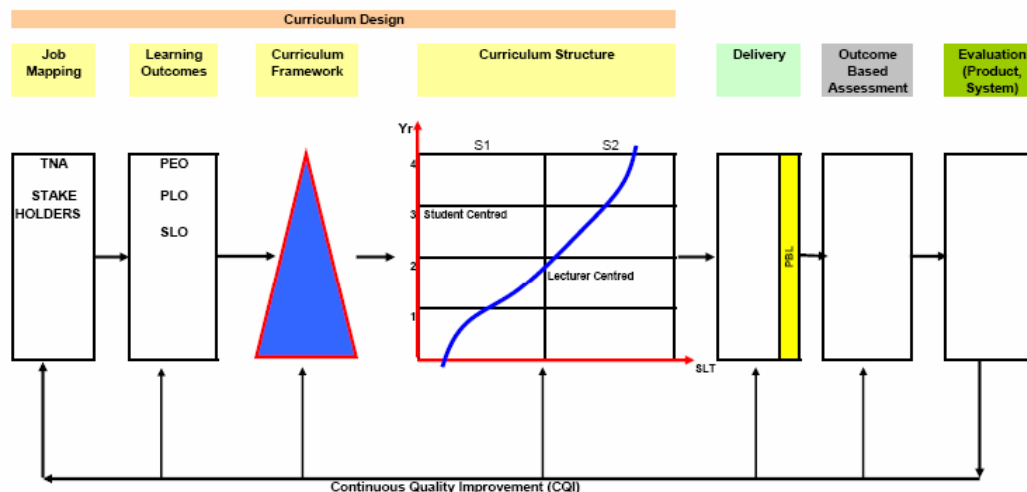 Curriculum Design
Job
Mapping
Learning
Outcomes
Curriculum
Framework
Curriculum Structure
Delivery
Outcome
Based
Assessment
Evaluation
(Product,
System)
TNA
STAKE
HOLDERS
PEO
PLO
SLO
Yr
S1
S2
4
3
Student Centred
2
Lecturer Centred
1
SLT
PBL
Continuous Quality Improvement (CQI)